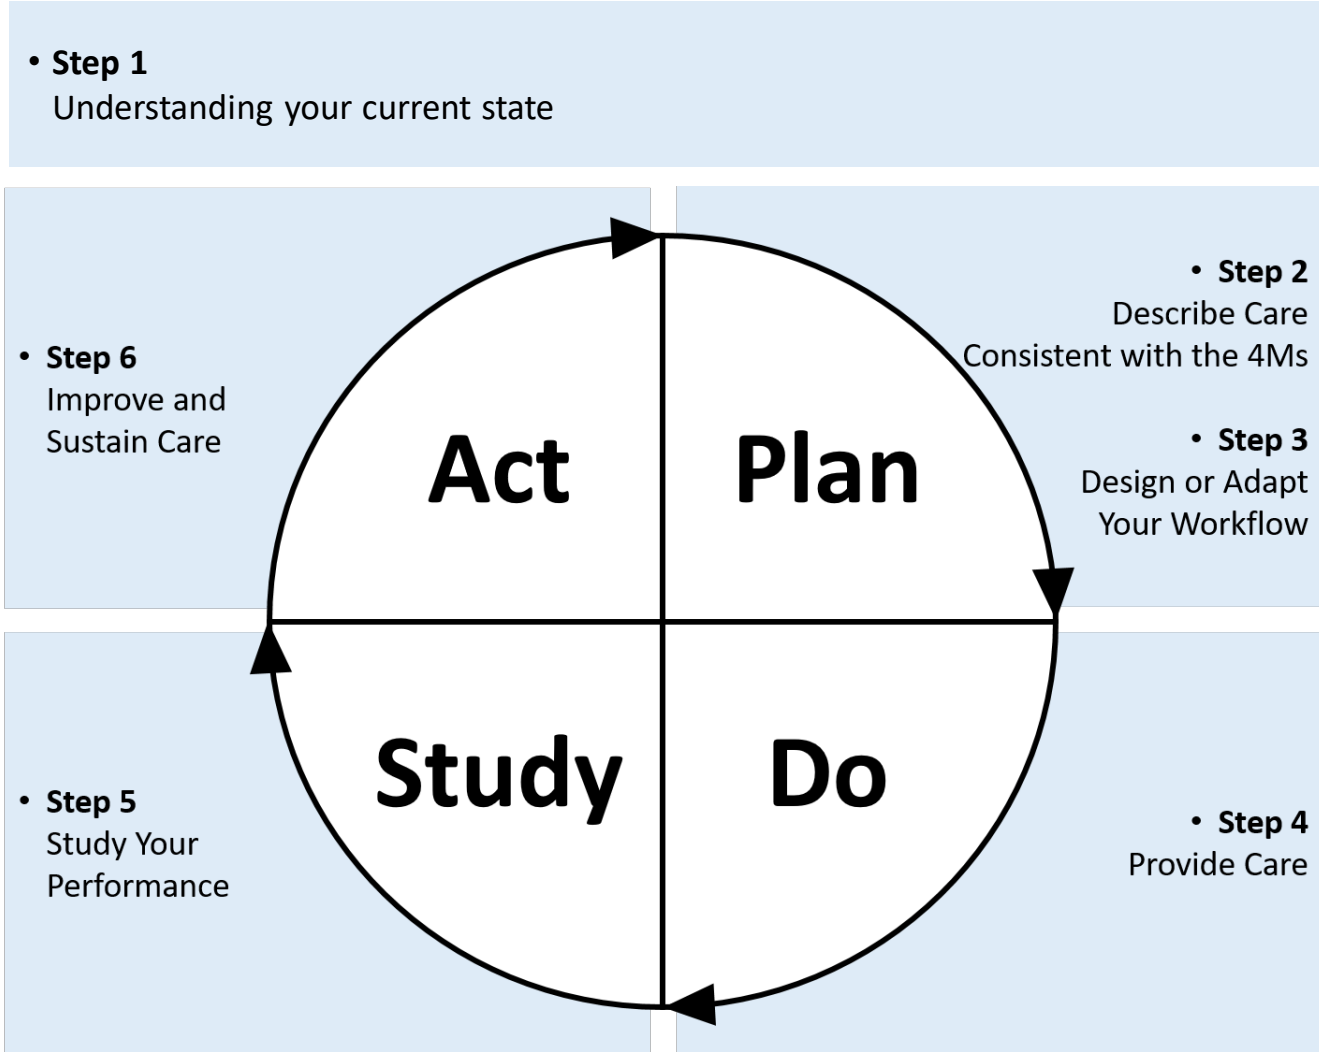 • Step 1
Understanding your current state
• Step 2
Describe Care
Consistent with the 4Ms
• Step 3
Design or Adapt
Your Workflow
• Step 6
Improve and
Sustain Care
Act
Plan
Study
Do
• Step 5
Study Your
Performance
• Step 4
Provide Care